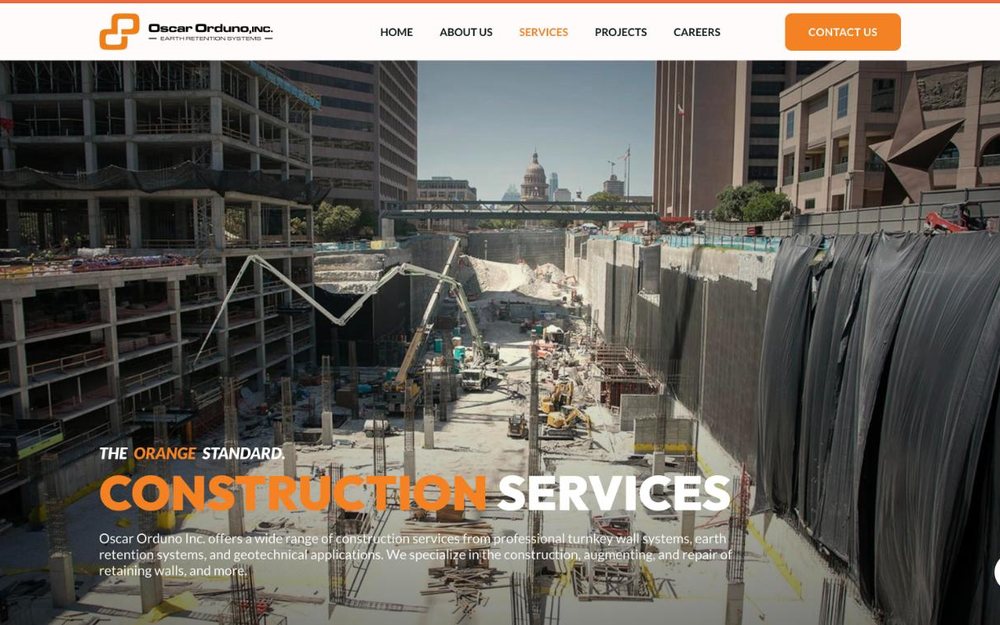 Oscar Orduno, INC.
EARTH RETENTION SYSTEMS
HOME
ABOUT US
SERVICES
PROJECTS
CAREERS
CONTACT US
THE ORANGE STANDARD.
CONSTRUCTION SERVICES
Oscar Orduno Inc. offers a wide range of construction services from professional turnkey wall systems, earth
retention systems, and geotechnical applications. We specialize in the construction, augmenting, and repair of
retaining walls, and more.